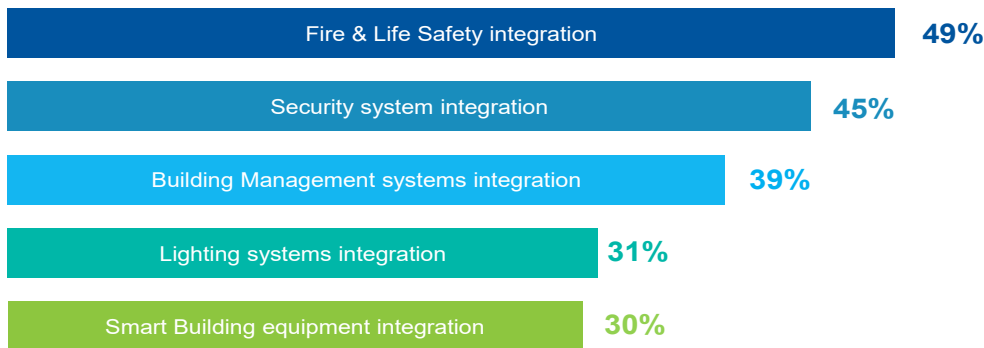 Fire & Life Safety integration 49%
Security system integration 45%
Building Management systems integration 39%
Lighting systems integration 31%
Smart Building equipment integration 30%